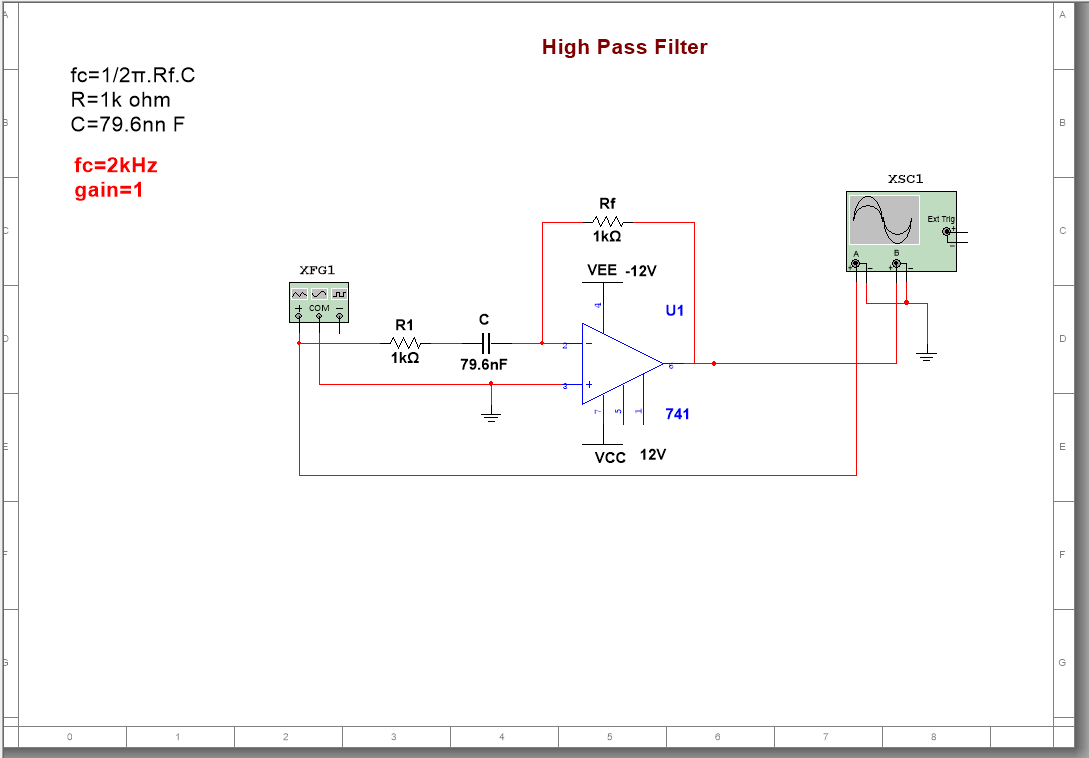 High Pass Filter
fc=1/2π.Rf.C
R=1k ohm
C=79.6nn F
fc=2kHz
gain=1
XSC1
Ext Trig
+
-
A
B
+ - + -
Rf
1kΩ
XFG1
+ COM -
VEE -12V
4
U1
R1
1kΩ
C
79.6nF
2
-
6
3
+
7 5 1
741
VCC 12V
A
B
C
D
E
F
G
A
B
C
D
E
F
G
0 1 2 3 4 5 6 7 8